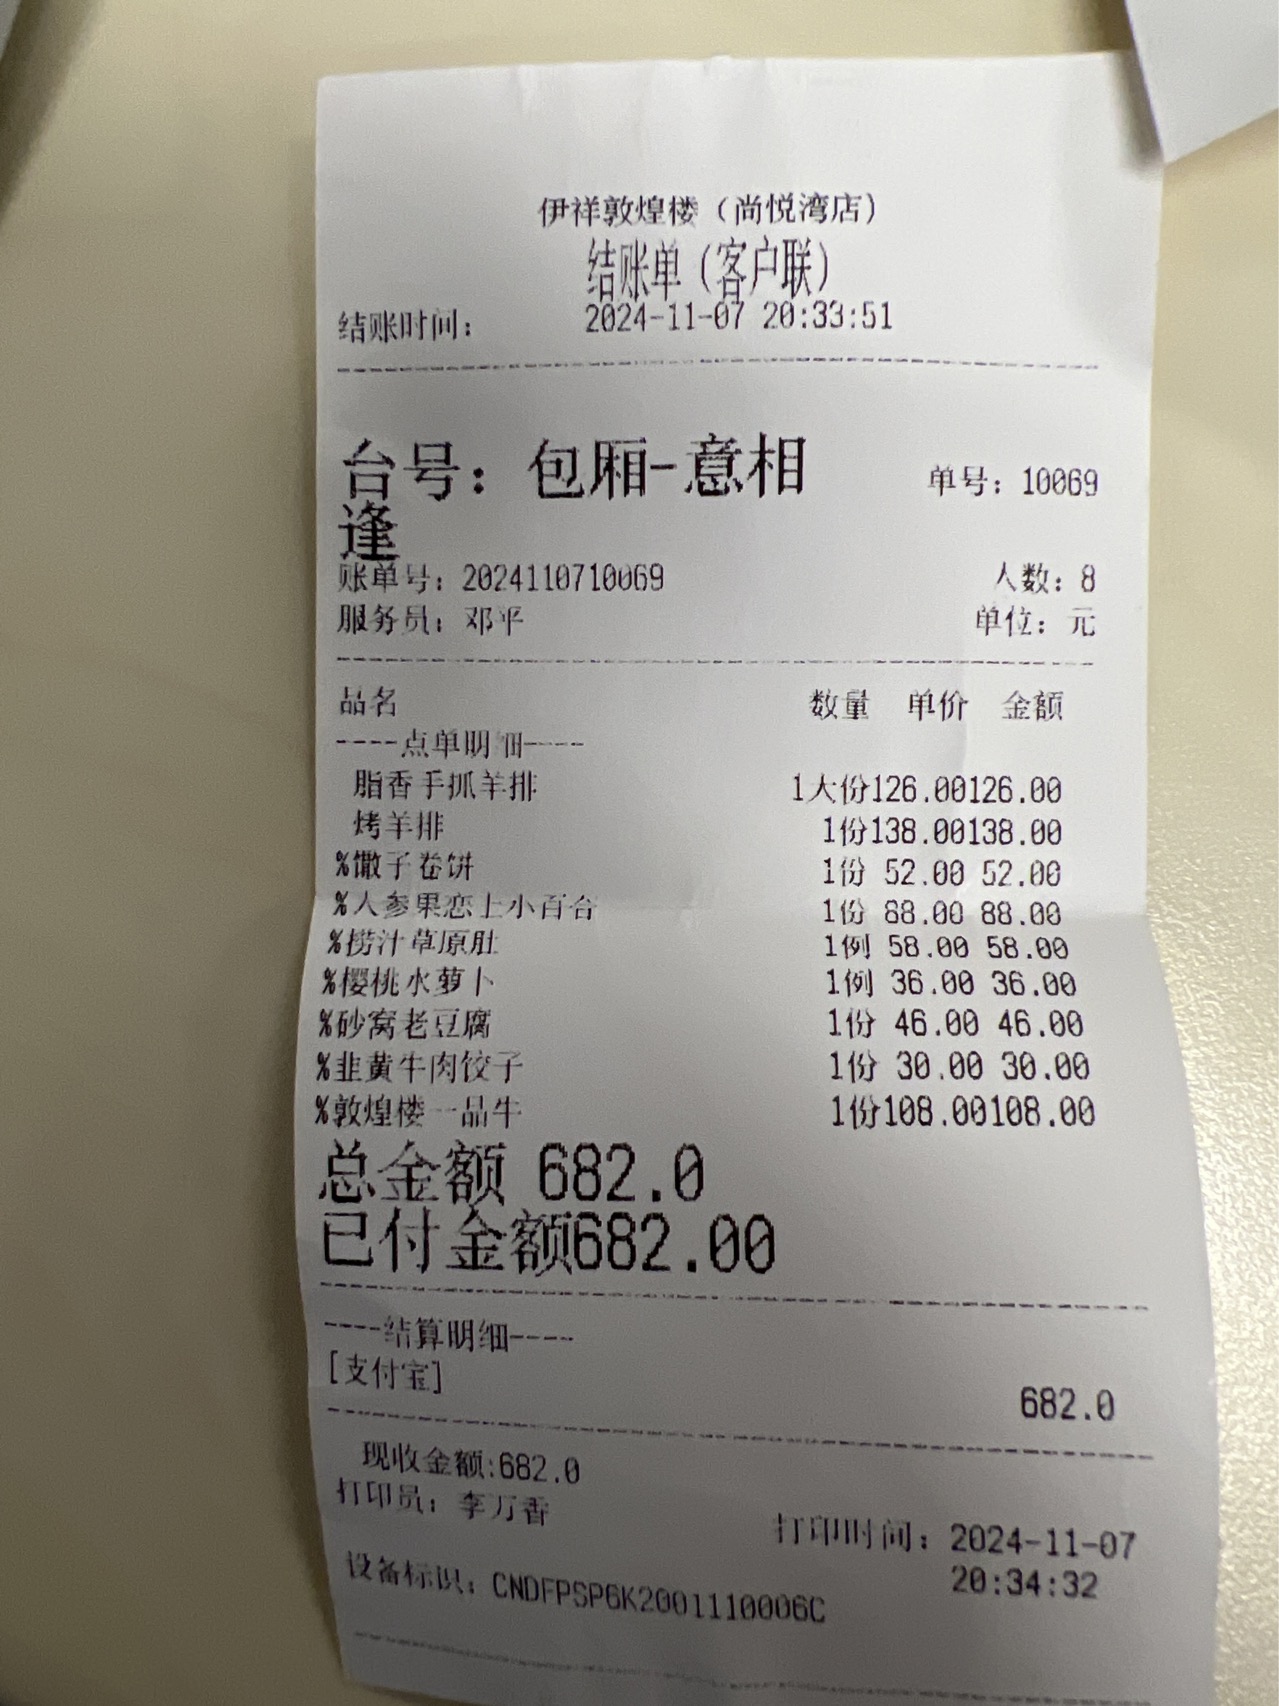 伊祥敦煌楼（尚悦湾店）
结账单（客户联）
结账时间： 2024-11-07 20:33:51
台号：包厢-意相 单号：10069
逢
账单号：2024110710069 人数：8
服务员：邓平 单位：元
品名 数量 单价 金额
----点单明细----
脂香手抓羊排 1大份126.00126.00
烤羊排 1份138.00138.00
%馓子卷饼 1份 52.00 52.00
%人参果恋上小百合 1份 88.00 88.00
%捞汁草原肚 1例 58.00 58.00
%樱桃水萝卜 1例 36.00 36.00
%砂窝老豆腐 1份 46.00 46.00
%韭黄牛肉饺子 1份 30.00 30.00
%敦煌楼一品牛 1份108.00108.00
总金额 682.0
已付金额682.00
----结算明细----
[支付宝] 682.0
现收金额:682.0
打印员：李万香 打印时间：2024-11-07
20:34:32
设备标识：CNDFPSP6K2001110006C